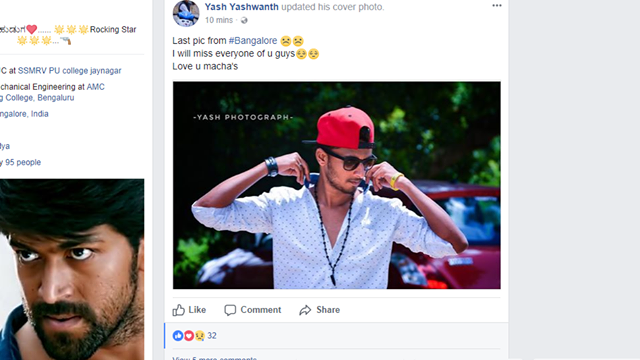 ಹುಡುಗ❤️...... 🌟🌟🌟Rocking Star
🌟🌟🌟...🔫
C at SSMRV PU college jaynagar
chanical Engineering at AMC
g College, Bengaluru
ngalore, India
dya
y 95 people
Yash Yashwanth updated his cover photo.
10 mins ·
Last pic from #Bangalore 😣😣
I will miss everyone of u guys😔😔
Love u macha's
-YASH PHOTOGRAPH-
Like Comment Share
32
View 5 more comments